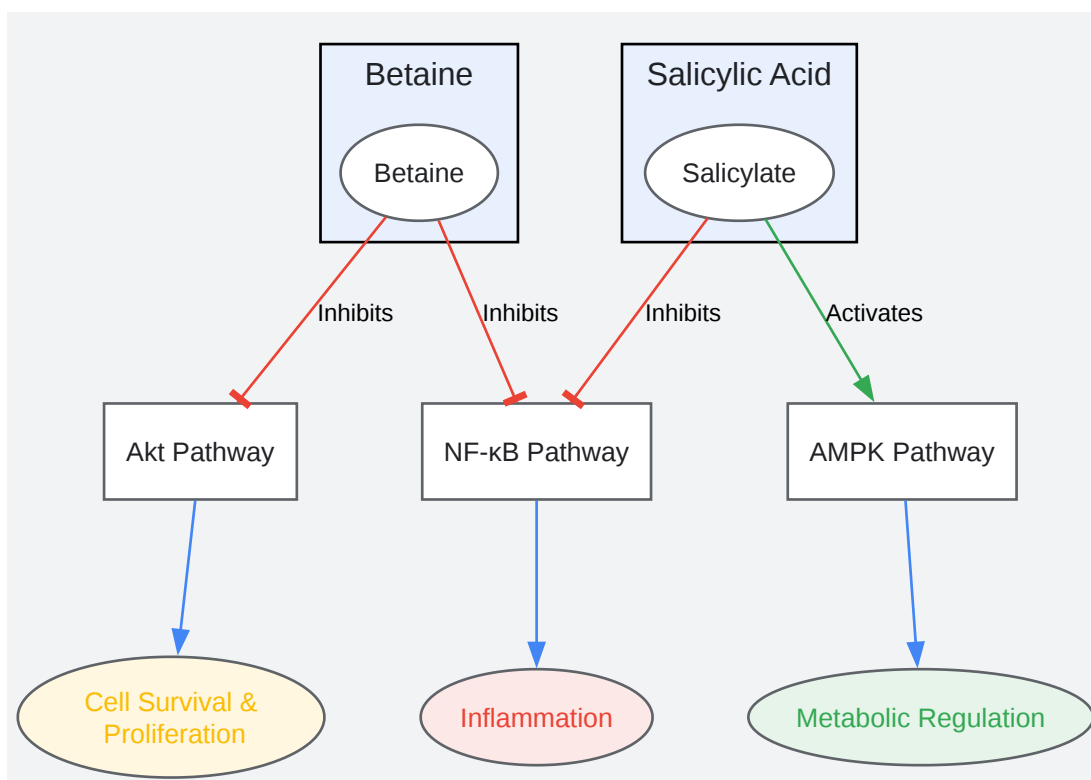 Betaine
Salicylic Acid
Betaine
Salicylate
Inhibits
Inhibits
Inhibits
Activates
Akt Pathway
NF-κB Pathway
AMPK Pathway
Cell Survival &
Proliferation
Inflammation
Metabolic Regulation